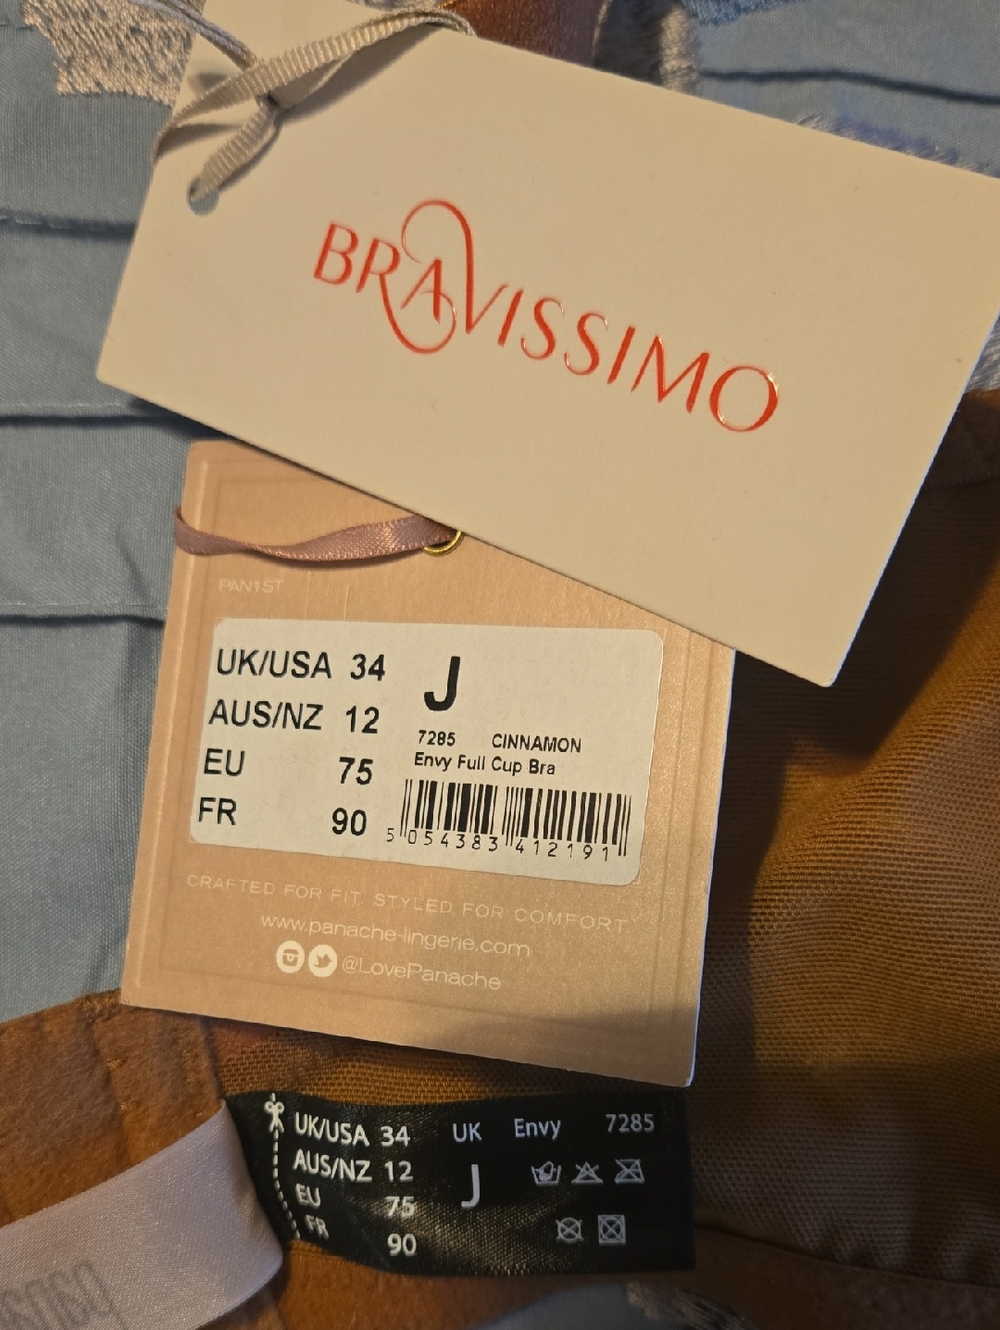 BRAVISSIMO
PAN1ST
UK/USA 34
J
AUS/NZ 12
7285 CINNAMON
EU 75
Envy Full Cup Bra
FR 90
5 054383 412191
CRAFTED FOR FIT. STYLED FOR COMFORT.
www.panache-lingerie.com
@LovePanache
UK/USA 34 UK Envy 7285
AUS/NZ 12 J
EU 75
FR 90